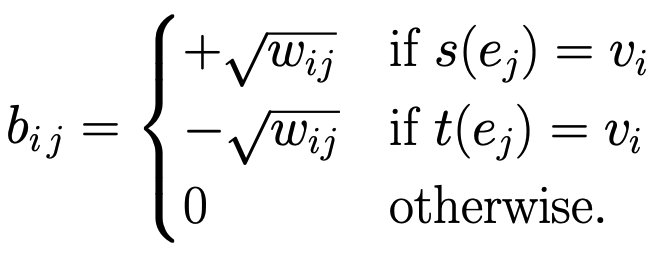 +√w_{ij} if s(e_j) = v_i
b_{ij} = { −√w_{ij} if t(e_j) = v_i
0 otherwise.